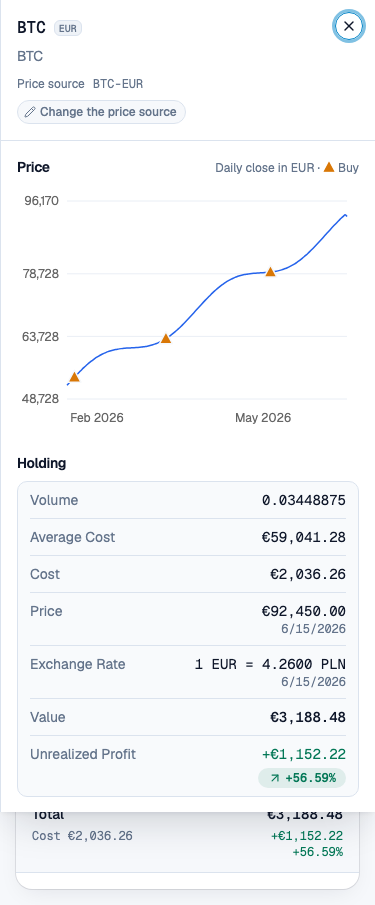 BTC EUR
BTC
Price source BTC-EUR
Change the price source
Price
Daily close in EUR · Buy
96,170
78,728
63,728
48,728
Feb 2026 May 2026
Holding
Volume 0.03448875
Average Cost €59,041.28
Cost €2,036.26
Price €92,450.00
6/15/2026
Exchange Rate 1 EUR = 4.2600 PLN
6/15/2026
Value €3,188.48
Unrealized Profit +€1,152.22
+56.59%
Total €3,188.48
Cost €2,036.26 +€1,152.22
+56.59%